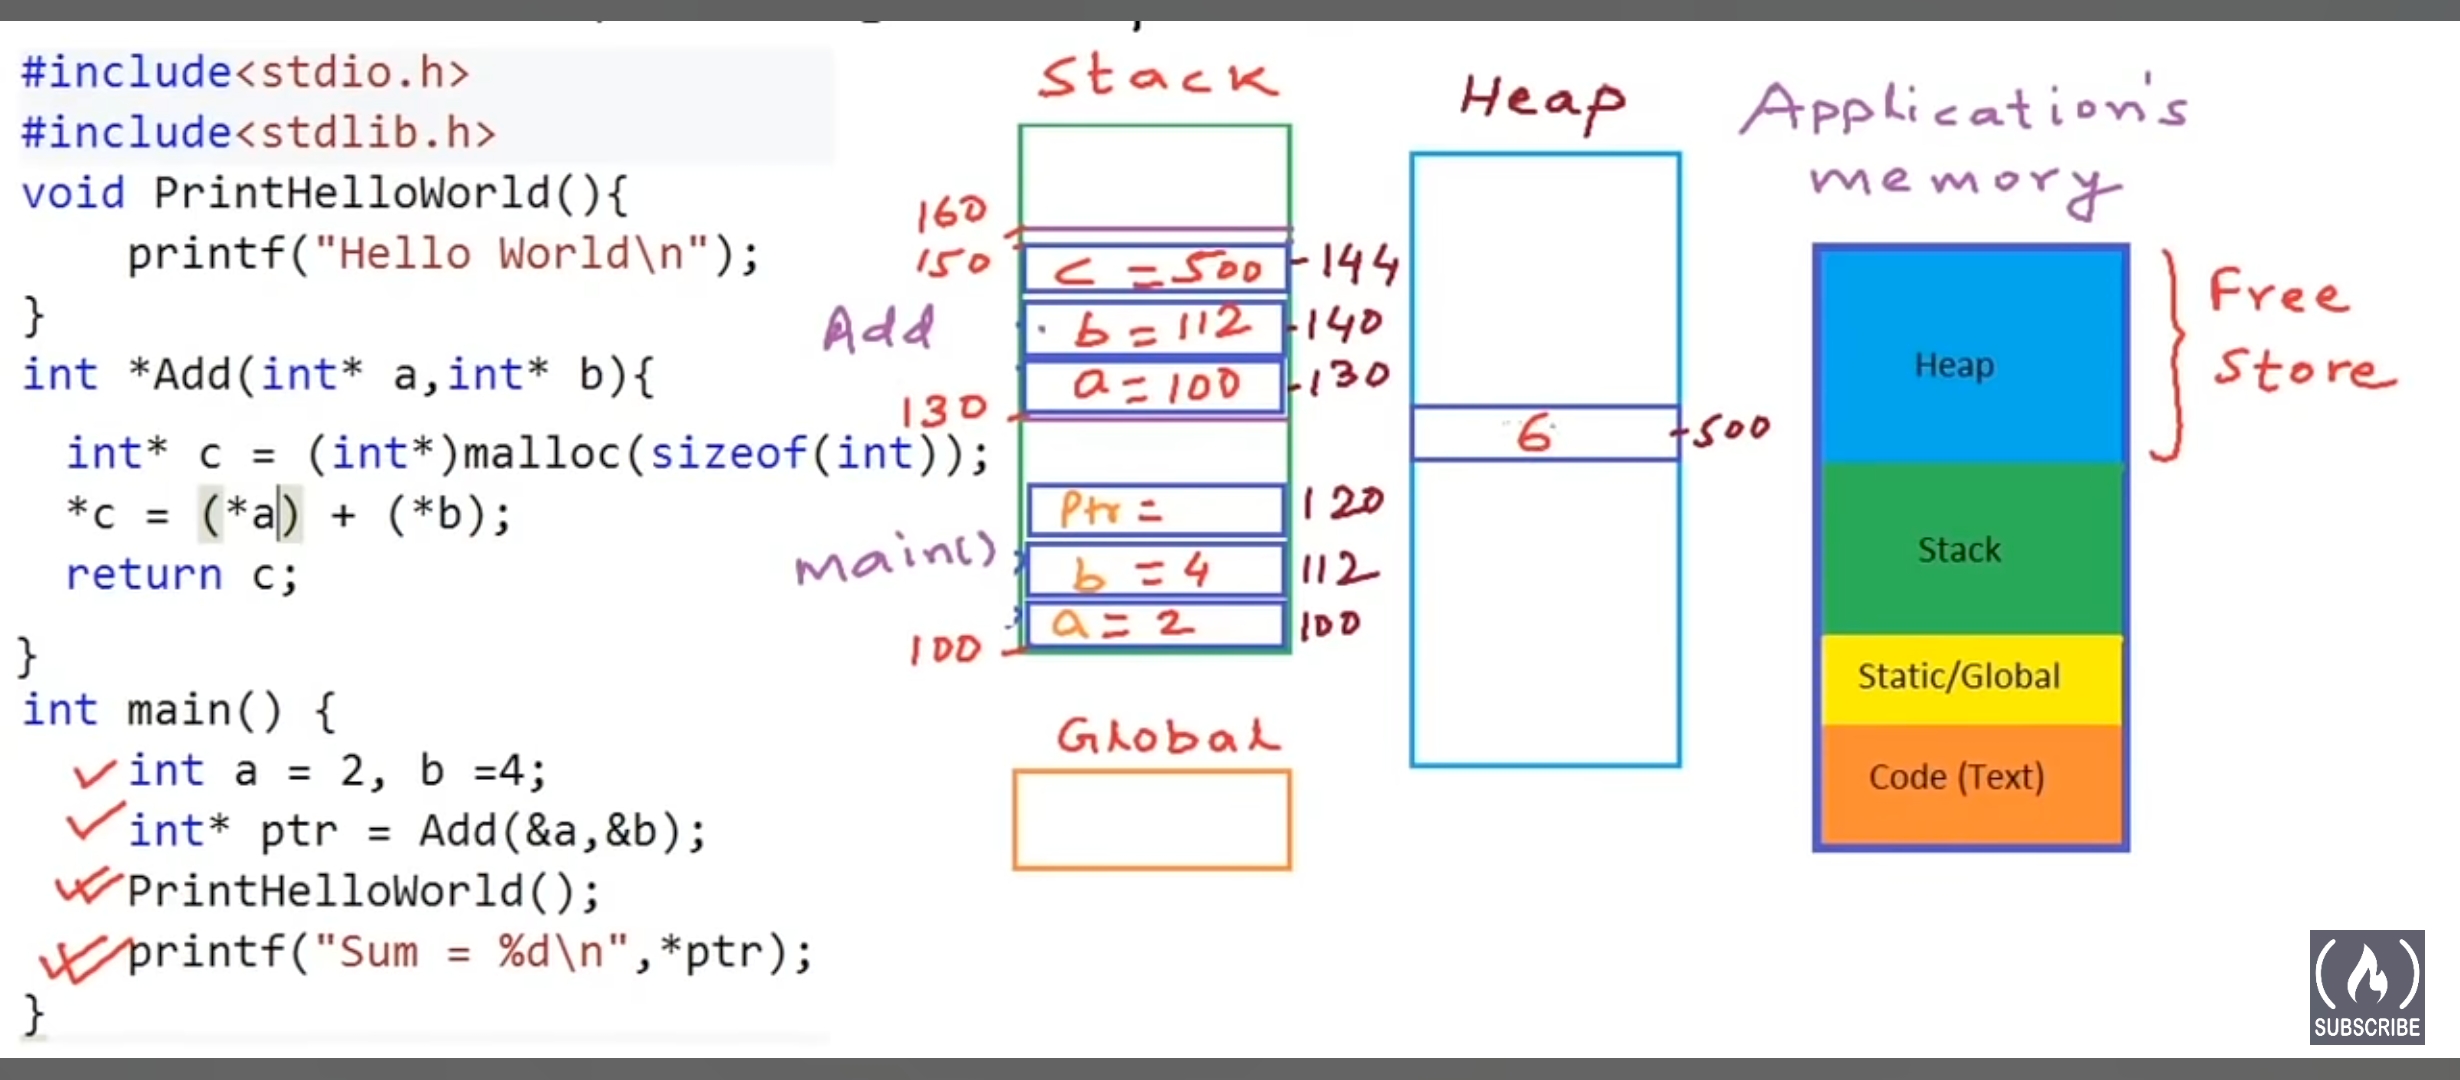 #include<stdio.h>
#include<stdlib.h>
void PrintHelloWorld(){
    printf("Hello World\n");
}
int *Add(int* a,int* b){
  int* c = (int*)malloc(sizeof(int));
  *c = (*a) + (*b);
  return c;
}
int main() {
    int a = 2, b =4;
    int* ptr = Add(&a,&b);
    PrintHelloWorld();
    printf("Sum = %d\n",*ptr);
}
Stack
160
150
c = 500
144
Add
b = 112
140
a = 100
130
130
Ptr =
120
main()
b = 4
112
a = 2
100
100
Global
Heap
6
500
Application's
memory
Heap
Stack
Static/Global
Code (Text)
Free
Store
SUBSCRIBE